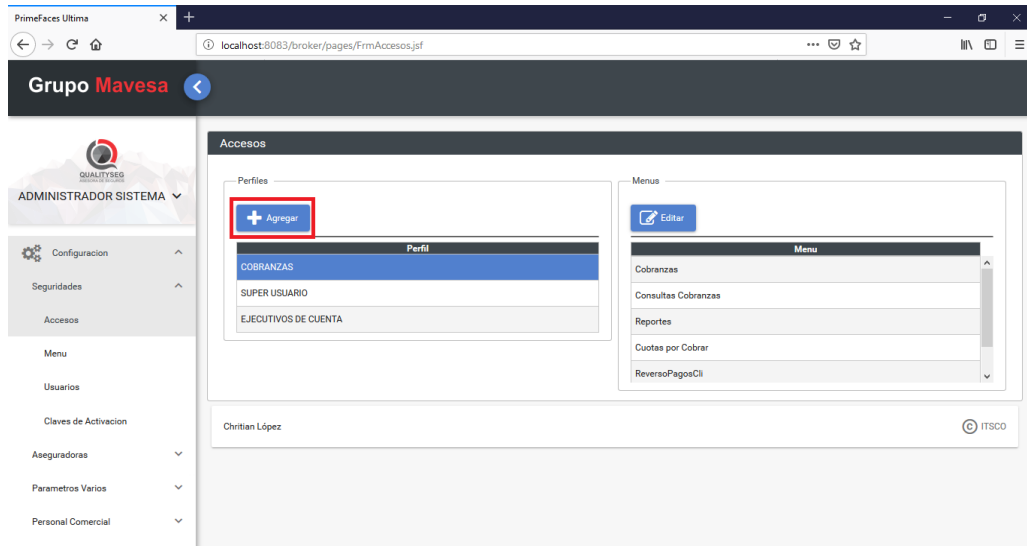 PrimeFaces Ultima
localhost:8083/broker/pages/FrmAccesos.jsf
Grupo Mavesa
QUALITYSEG
ADMINISTRADOR SISTEMA
Configuracion
Seguridades
Accesos
Menu
Usuarios
Claves de Activacion
Aseguradoras
Parametros Varios
Personal Comercial
Accesos
Perfiles
Agregar
Perfil
COBRANZAS
SUPER USUARIO
EJECUTIVOS DE CUENTA
Menus
Editar
Menu
Cobranzas
Consultas Cobranzas
Reportes
Cuotas por Cobrar
ReversoPagosCli
Chritian López
© ITSCO